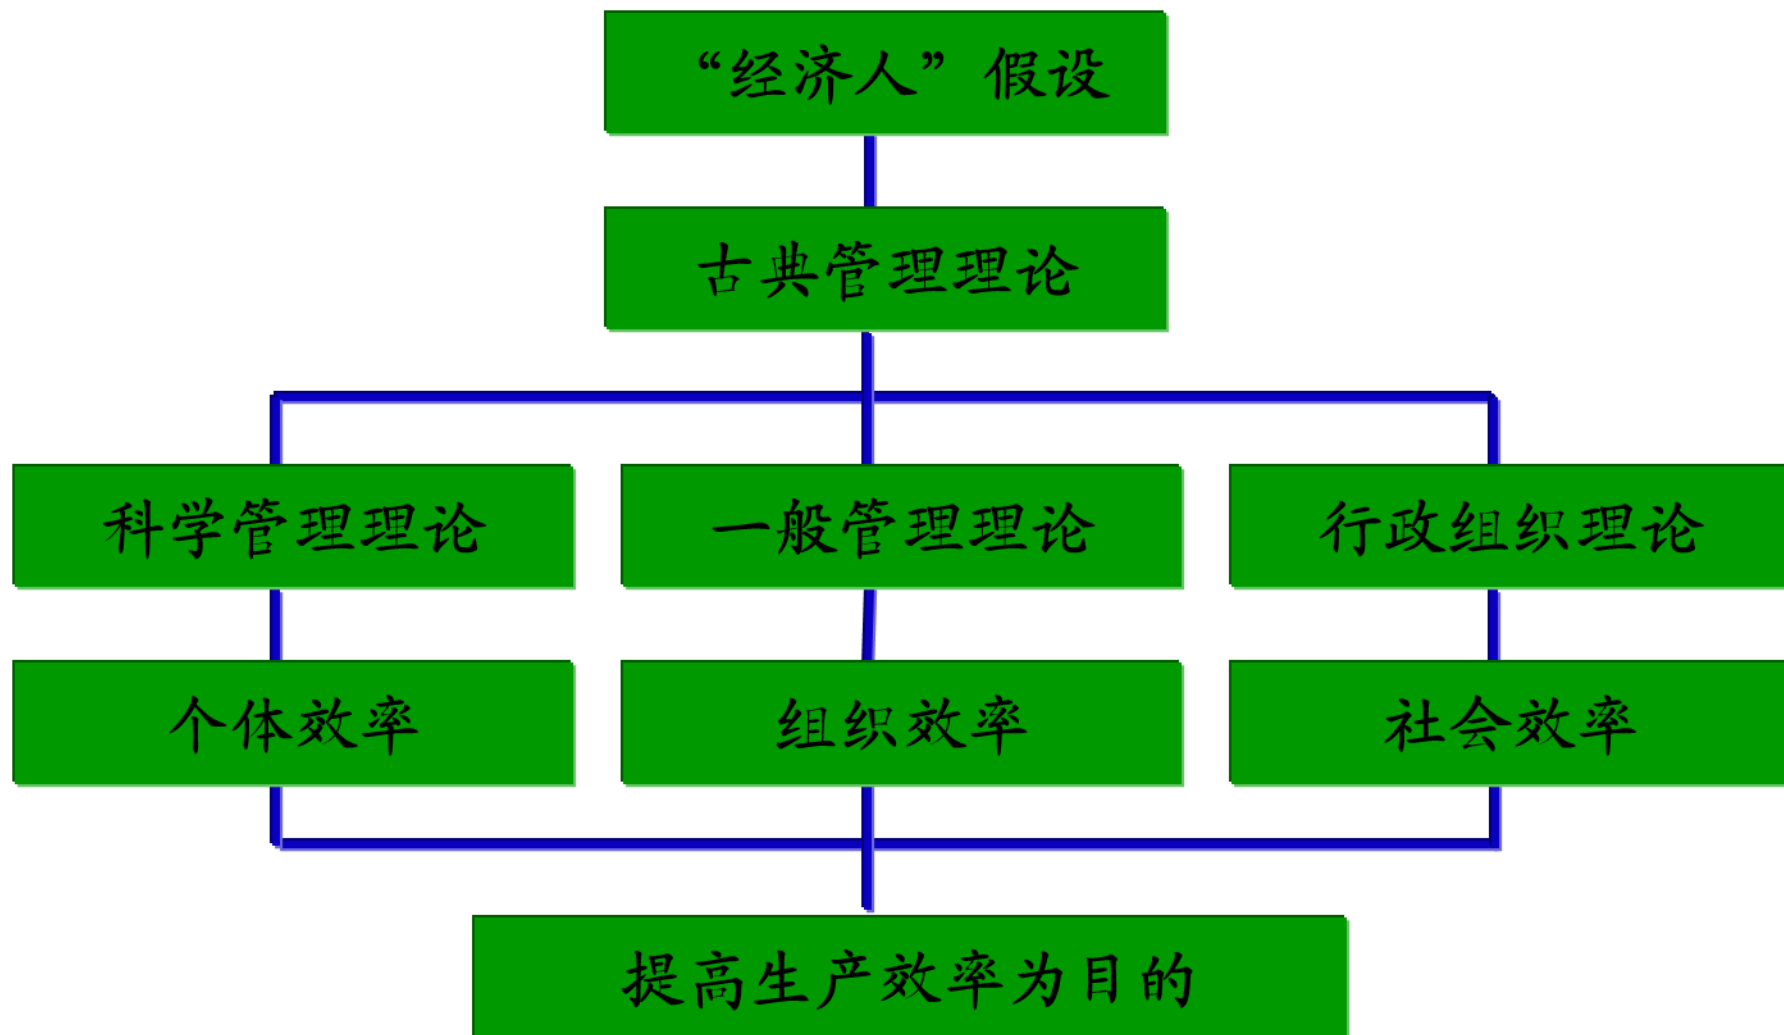 “经济人”假设
古典管理理论
科学管理理论
一般管理理论
行政组织理论
个体效率
组织效率
社会效率
提高生产效率为目的